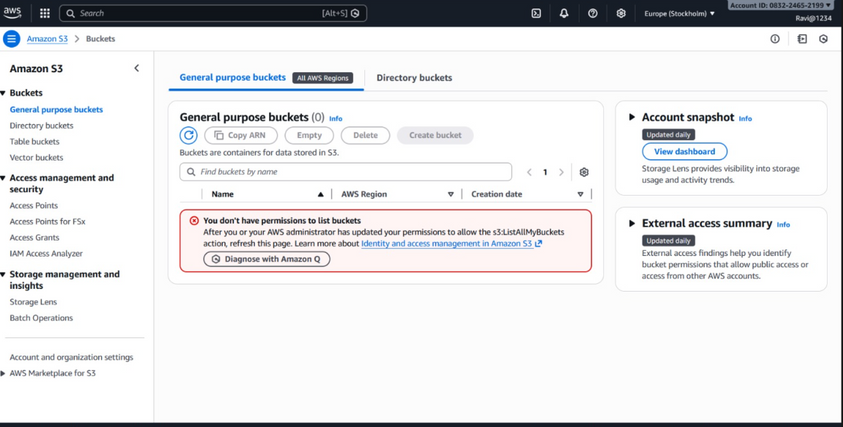 aws
Search
[Alt+S]
Europe (Stockholm)
Account ID: 0832-2465-2199
Ravi@1234
Amazon S3 > Buckets
Amazon S3
Buckets
General purpose buckets
Directory buckets
Table buckets
Vector buckets
Access management and
security
Access Points
Access Points for FSx
Access Grants
IAM Access Analyzer
Storage management and
insights
Storage Lens
Batch Operations
Account and organization settings
AWS Marketplace for S3
General purpose buckets All AWS Regions Directory buckets
General purpose buckets (0) Info
Copy ARN Empty Delete Create bucket
Buckets are containers for data stored in S3.
Find buckets by name
1
Name AWS Region Creation date
You don't have permissions to list buckets
After you or your AWS administrator has updated your permissions to allow the s3:ListAllMyBuckets
action, refresh this page. Learn more about Identity and access management in Amazon S3
Diagnose with Amazon Q
Account snapshot Info
Updated daily
View dashboard
Storage Lens provides visibility into storage
usage and activity trends.
External access summary Info
Updated daily
External access findings help you identify
bucket permissions that allow public access or
access from other AWS accounts.